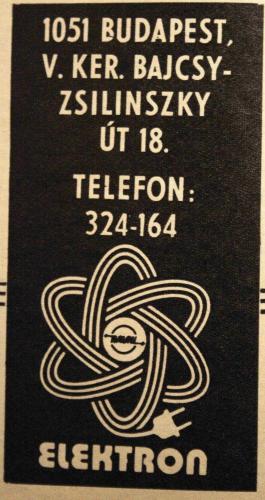 1051 BUDAPEST,
V. KER. BAJCSY-
ZSILINSZKY
ÚT 18.
TELEFON:
324-164
ELEKTRON